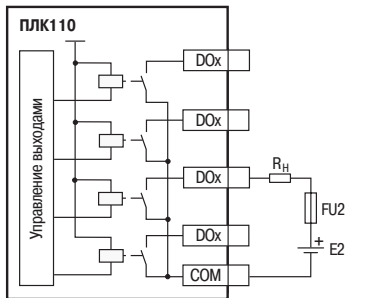 ПЛК110
Управление выходами
DOx
DOx
DOx
DOx
COM
RН
FU2
+
E2